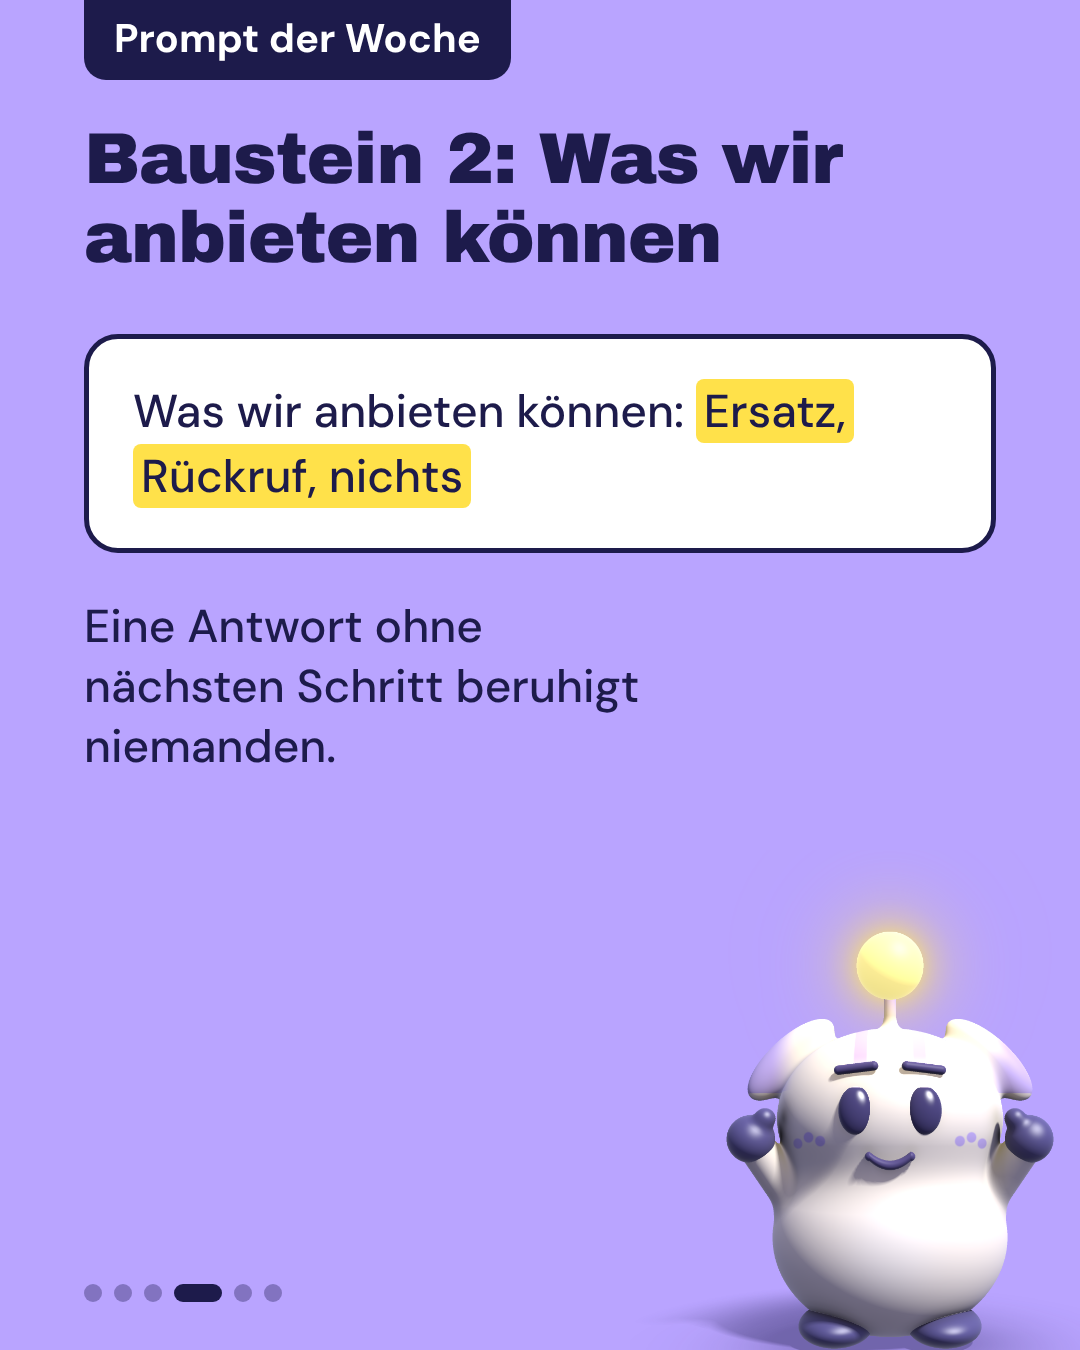 Prompt der Woche
Baustein 2: Was wir
anbieten können
Was wir anbieten können: Ersatz,
Rückruf, nichts
Eine Antwort ohne
nächsten Schritt beruhigt
niemanden.